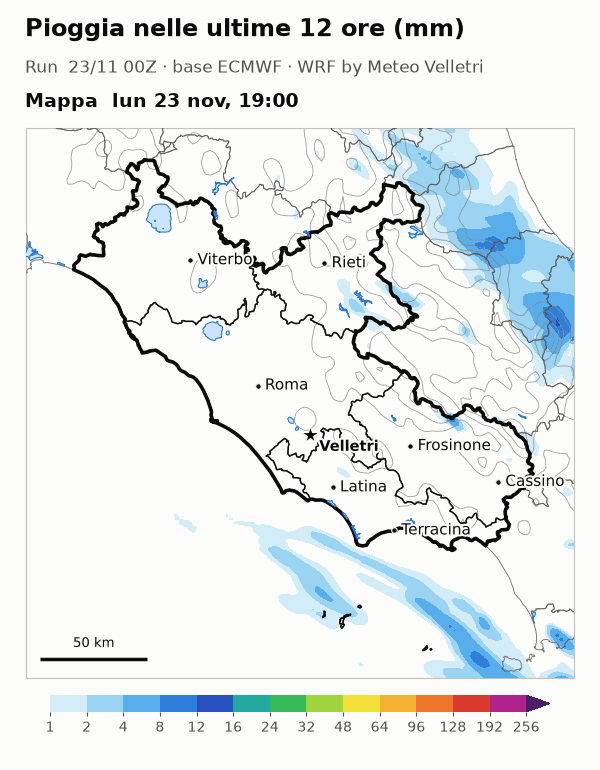 Pioggia nelle ultime 12 ore (mm)
Run  23/11 00Z · base ECMWF · WRF by Meteo Velletri
Mappa  lun 23 nov, 19:00
Viterbo
Rieti
Roma
Velletri
Frosinone
Latina
Cassino
Terracina
50 km
1 2 4 8 12 16 24 32 48 64 96 128 192 256